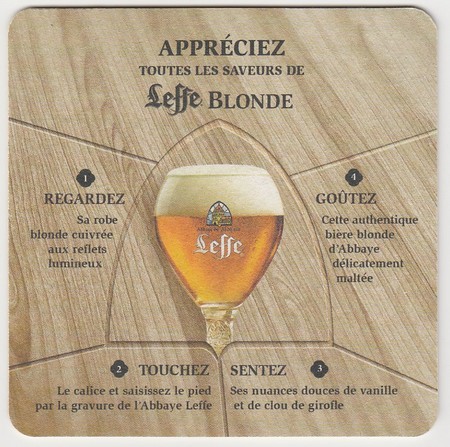 APPRÉCIEZ
TOUTES LES SAVEURS DE
Leffe BLONDE
1
REGARDEZ
Sa robe
blonde cuivrée
aux reflets
lumineux
2 TOUCHEZ
Le calice et saisissez le pied
par la gravure de l'Abbaye Leffe
SENTEZ 3
Ses nuances douces de vanille
et de clou de girofle
4
GOÛTEZ
Cette authentique
bière blonde
d'Abbaye
délicatement
maltée
Leffe